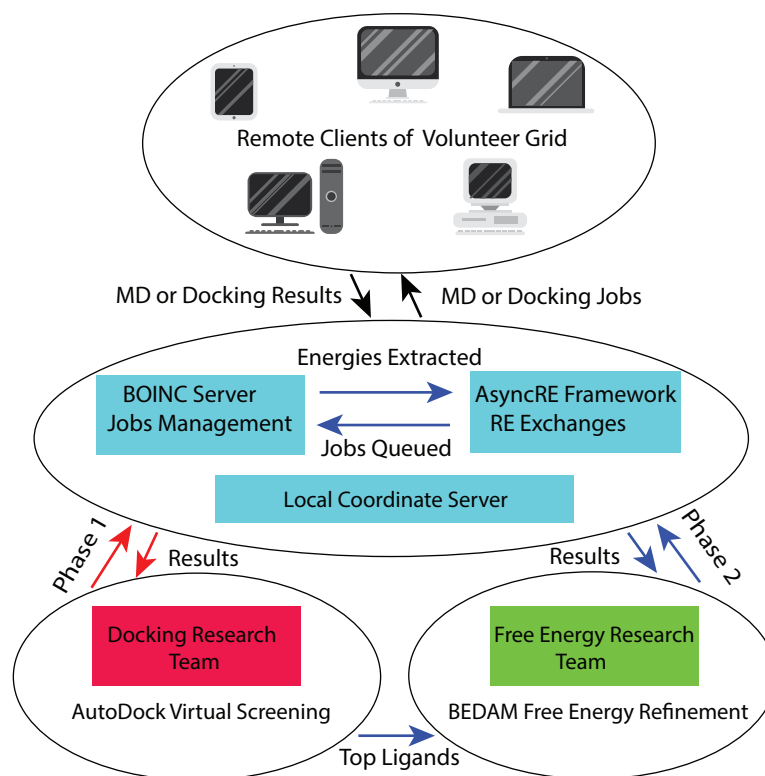 Remote Clients of Volunteer Grid
MD or Docking Results
MD or Docking Jobs
Energies Extracted
BOINC Server
Jobs Management
AsyncRE Framework
RE Exchanges
Jobs Queued
Local Coordinate Server
Phase 1
Results
Results
Phase 2
Docking Research
Team
AutoDock Virtual Screening
Free Energy Research
Team
BEDAM Free Energy Refinement
Top Ligands